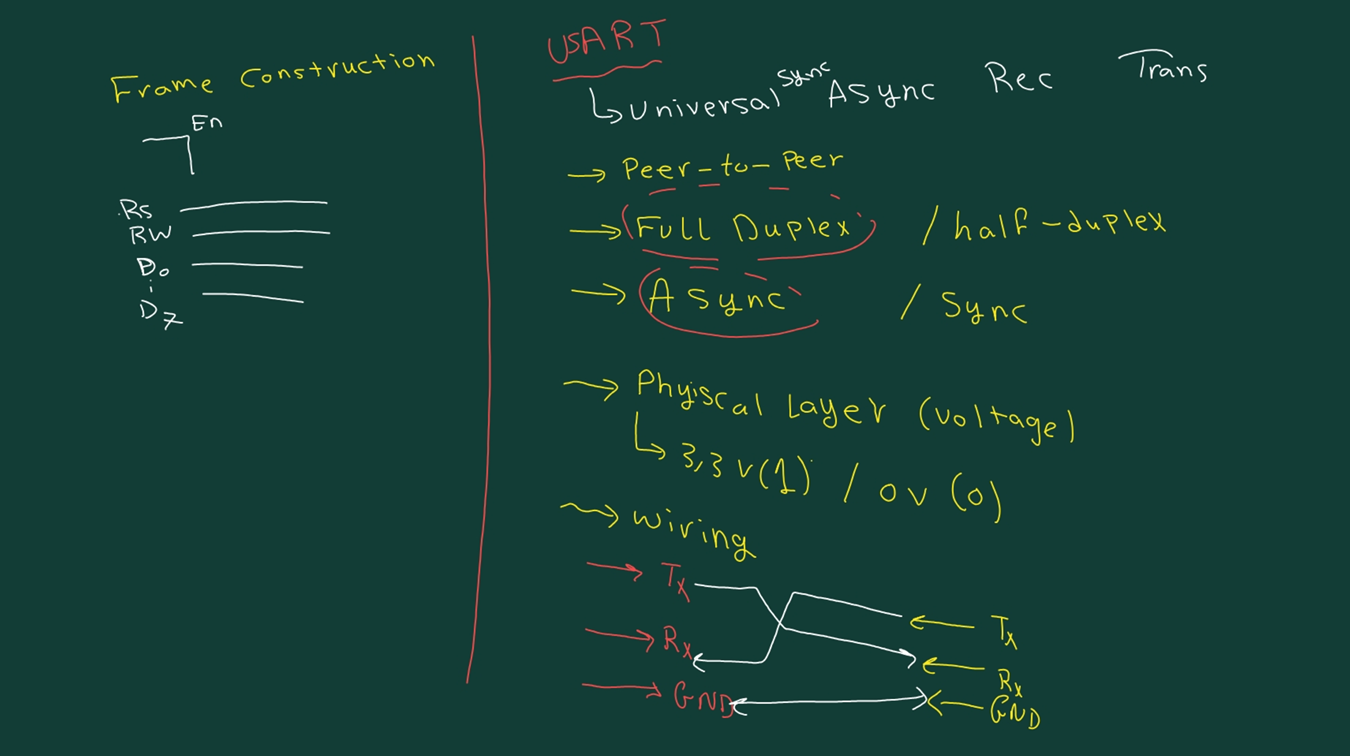 Frame Construction
En
Rs
RW
D0
D7
USART
Universal Sync ASync Rec Trans
Peer-to-Peer
Full Duplex / half-duplex
ASync / Sync
Phyiscal Layer (voltage)
3,3 v(1) / 0v (0)
wiring
Tx
Rx
GND
Tx
Rx
GND